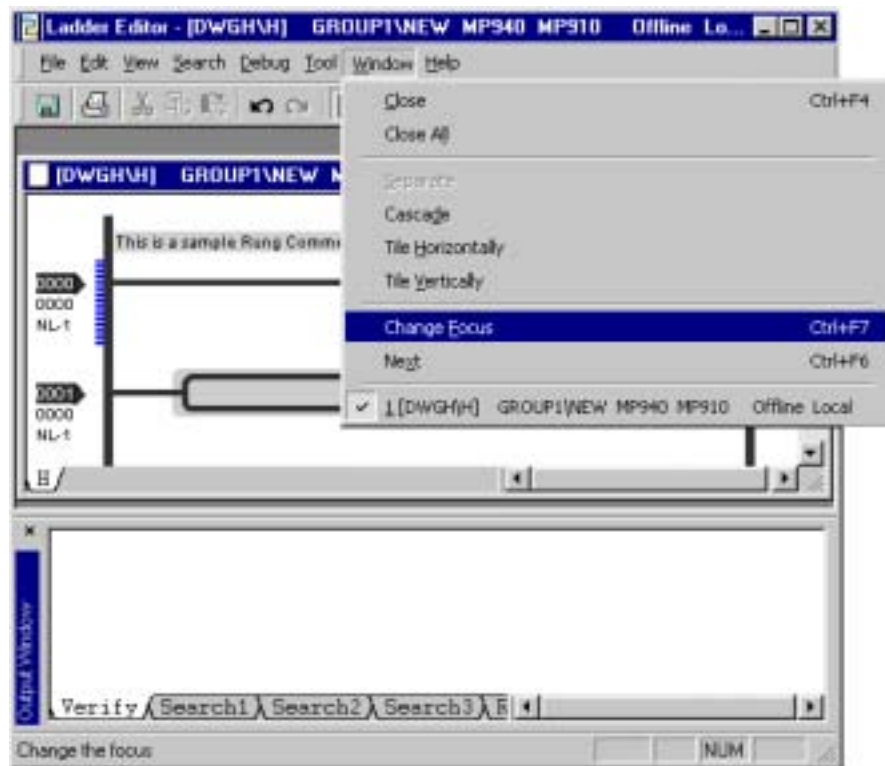 Ladder Editor - [DWGH\H] GROUP1\NEW MP940 MP910 Offline Lo...
File Edit View Search Debug Tool Window Help
Close Ctrl+F4
Close All
Separate
Cascade
Tile Horizontally
Tile Vertically
Change Focus Ctrl+F7
Next Ctrl+F6
1 [DWGH\H] GROUP1\NEW MP940 MP910 Offline Local
[DWGH\H] GROUP1\NEW
This is a sample Rung
0000
0000
NL-1
0001
0000
NL-1
H
Output Window
Verify Search1 Search2 Search3
Change the focus
NUM